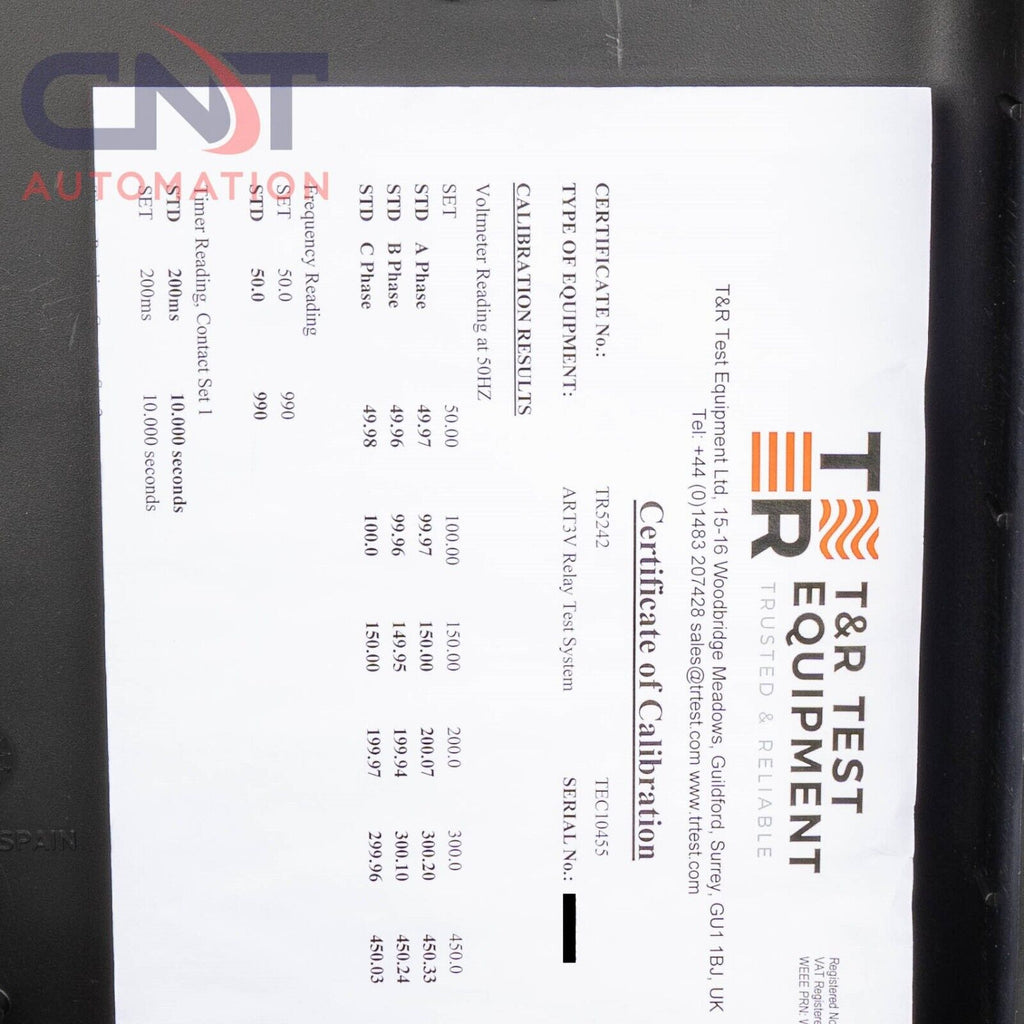 CNT
AUTOMATION
T&R TEST
EQUIPMENT
TRUSTED & RELIABLE
Registered No
VAT Registere
WEEE PRN: W
T&R Test Equipment Ltd, 15-16 Woodbridge Meadows, Guildford, Surrey, GU1 1BJ, UK
Tel: +44 (0)1483 207428 sales@trtest.com www.trtest.com
Certificate of Calibration
CERTIFICATE No.: TR5242 TEC10455
TYPE OF EQUIPMENT: ART3V Relay Test System SERIAL No.:
CALIBRATION RESULTS
Voltmeter Reading at 50HZ
SET 50.00 100.00 150.00 200.0 300.0 450.0
STD A Phase 49.97 99.97 150.00 200.07 300.20 450.33
STD B Phase 49.96 99.96 149.95 199.94 300.10 450.24
STD C Phase 49.98 100.0 150.00 199.97 299.96 450.03
Frequency Reading
SET 50.0 990
STD 50.0 990
Timer Reading, Contact Set 1
STD 200ms 10.000 seconds
SET 200ms 10.000 seconds
SPAIN